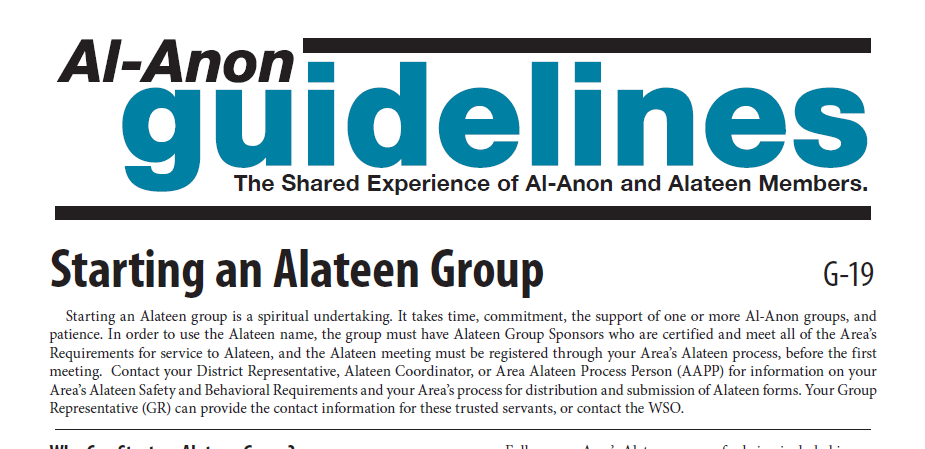 Al-Anon
guidelines
The Shared Experience of Al-Anon and Alateen Members.
Starting an Alateen Group
G-19
Starting an Alateen group is a spiritual undertaking. It takes time, commitment, the support of one or more Al-Anon groups, and
patience. In order to use the Alateen name, the group must have Alateen Group Sponsors who are certified and meet all of the Area’s
Requirements for service to Alateen, and the Alateen meeting must be registered through your Area’s Alateen process, before the first
meeting.  Contact your District Representative, Alateen Coordinator, or Area Alateen Process Person (AAPP) for information on your
Area’s Alateen Safety and Behavioral Requirements and your Area’s process for distribution and submission of Alateen forms. Your Group
Representative (GR) can provide the contact information for these trusted servants, or contact the WSO.